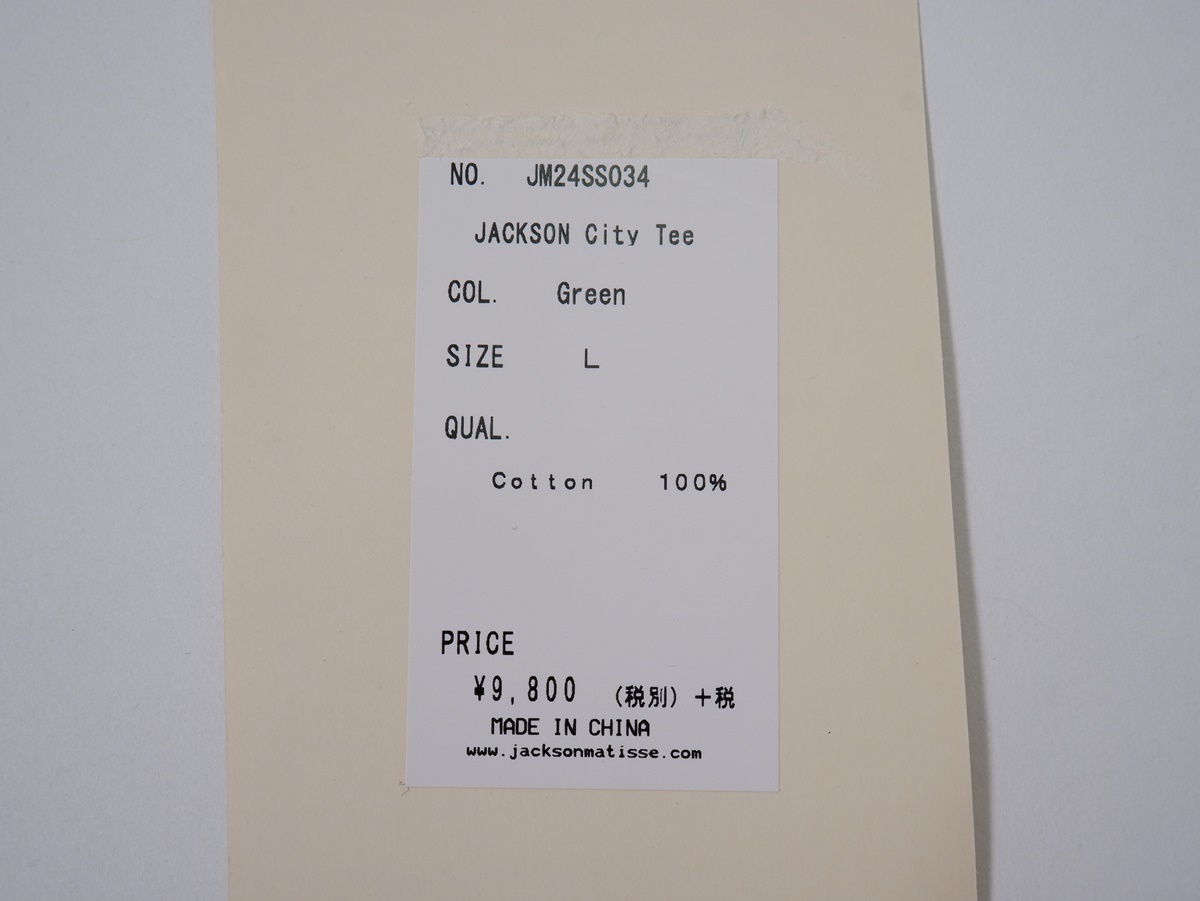 NO. JM24SS034
JACKSON City Tee
COL. Green
SIZE L
QUAL.
Cotton 100%
PRICE
¥9,800 (税別)+税
MADE IN CHINA
www.jacksonmatisse.com